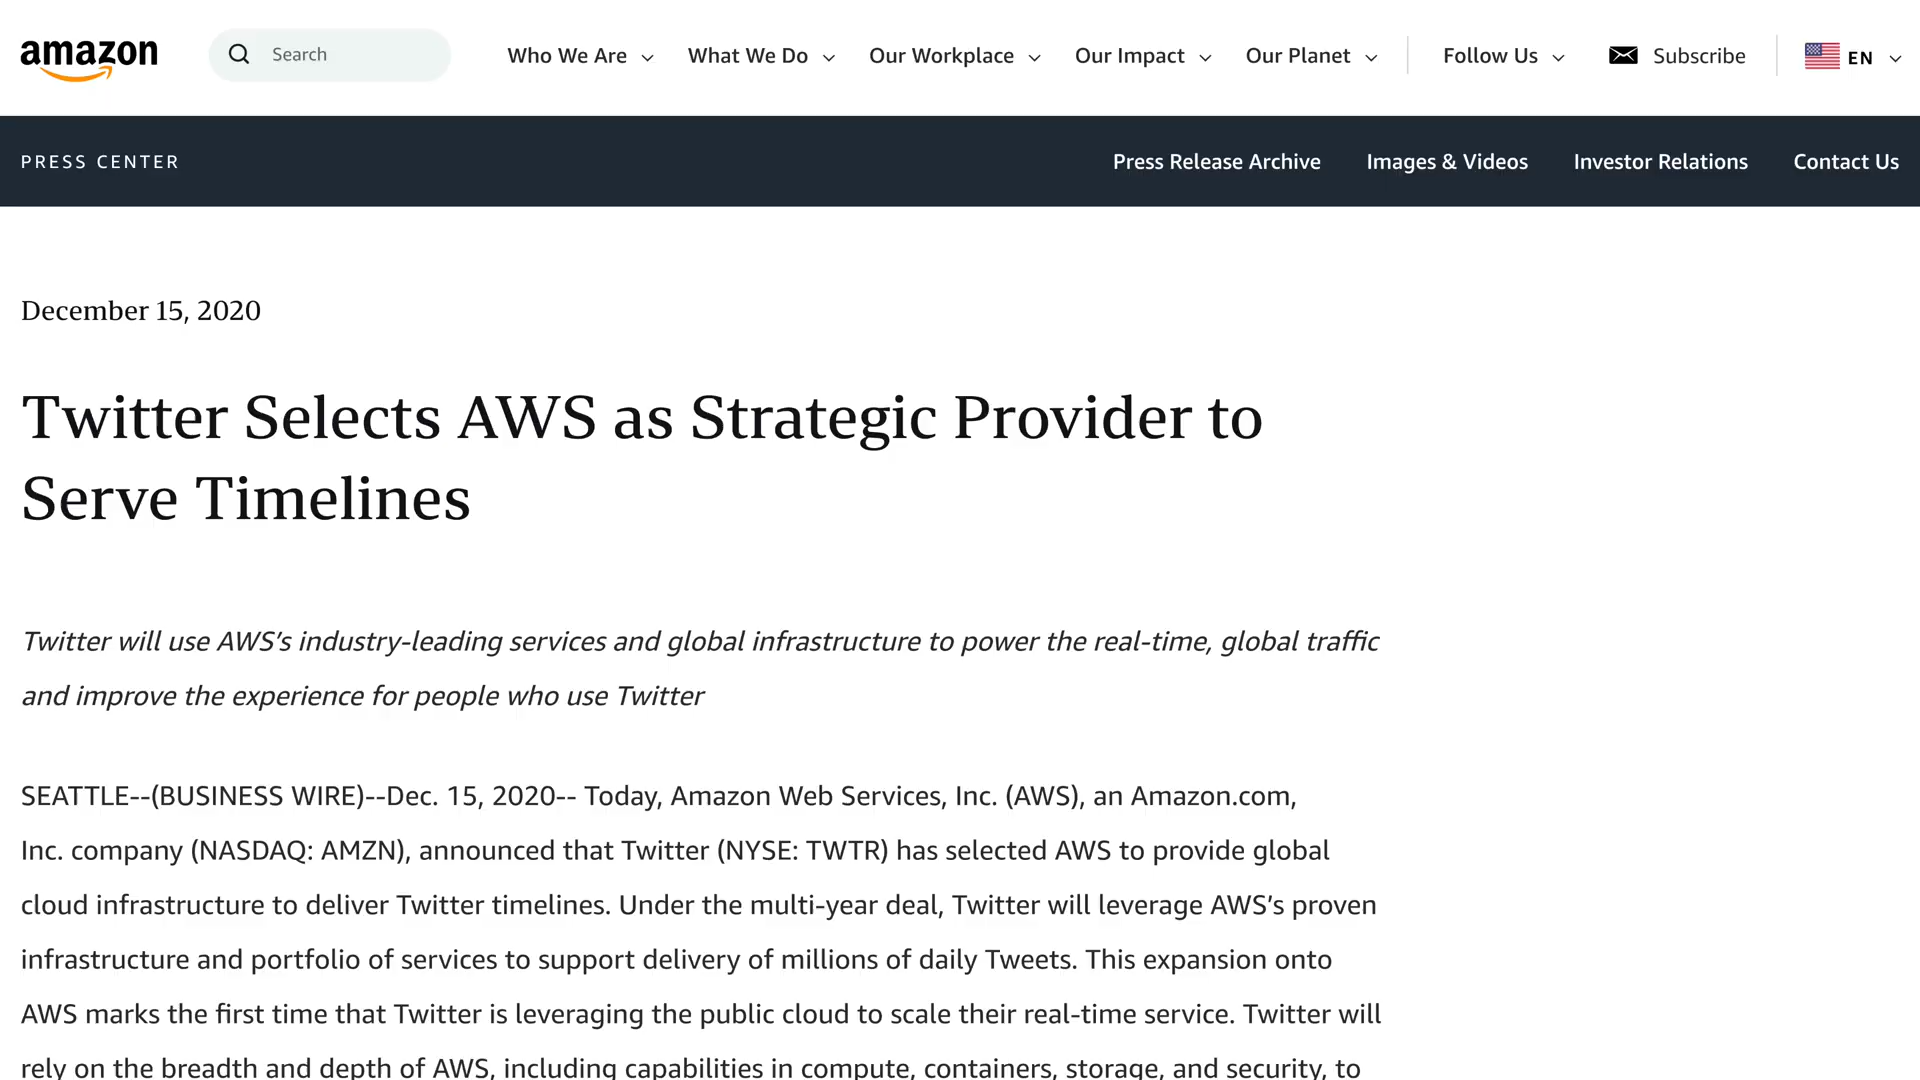 amazon
Search
Who We Are
What We Do
Our Workplace
Our Impact
Our Planet
Follow Us
Subscribe
EN
PRESS CENTER
Press Release Archive
Images & Videos
Investor Relations
Contact Us
December 15, 2020
Twitter Selects AWS as Strategic Provider to
Serve Timelines
Twitter will use AWS’s industry-leading services and global infrastructure to power the real-time, global traffic
and improve the experience for people who use Twitter
SEATTLE--(BUSINESS WIRE)--Dec. 15, 2020-- Today, Amazon Web Services, Inc. (AWS), an Amazon.com,
Inc. company (NASDAQ: AMZN), announced that Twitter (NYSE: TWTR) has selected AWS to provide global
cloud infrastructure to deliver Twitter timelines. Under the multi-year deal, Twitter will leverage AWS’s proven
infrastructure and portfolio of services to support delivery of millions of daily Tweets. This expansion onto
AWS marks the first time that Twitter is leveraging the public cloud to scale their real-time service. Twitter will
rely on the breadth and depth of AWS, including capabilities in compute, containers, storage, and security, to